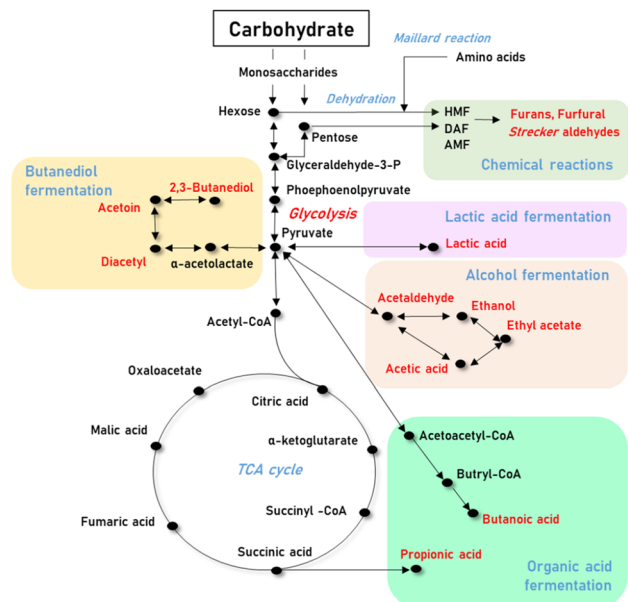 Carbohydrate
Maillard reaction
Amino acids
Monosaccharides
Dehydration
Hexose
HMF
DAF
AMF
Furans, Furfural
Strecker aldehydes
Chemical reactions
Pentose
Glyceraldehyde-3-P
Butanediol
fermentation
2,3-Butanediol
Acetoin
Diacetyl
α-acetolactate
Phoephoenolpyruvate
Glycolysis
Pyruvate
Lactic acid fermentation
Lactic acid
Alcohol fermentation
Acetaldehyde
Ethanol
Ethyl acetate
Acetic acid
Acetyl-CoA
Oxaloacetate
Citric acid
Malic acid
α-ketoglutarate
TCA cycle
Fumaric acid
Succinyl -CoA
Succinic acid
Acetoacetyl-CoA
Butryl-CoA
Butanoic acid
Propionic acid
Organic acid
fermentation